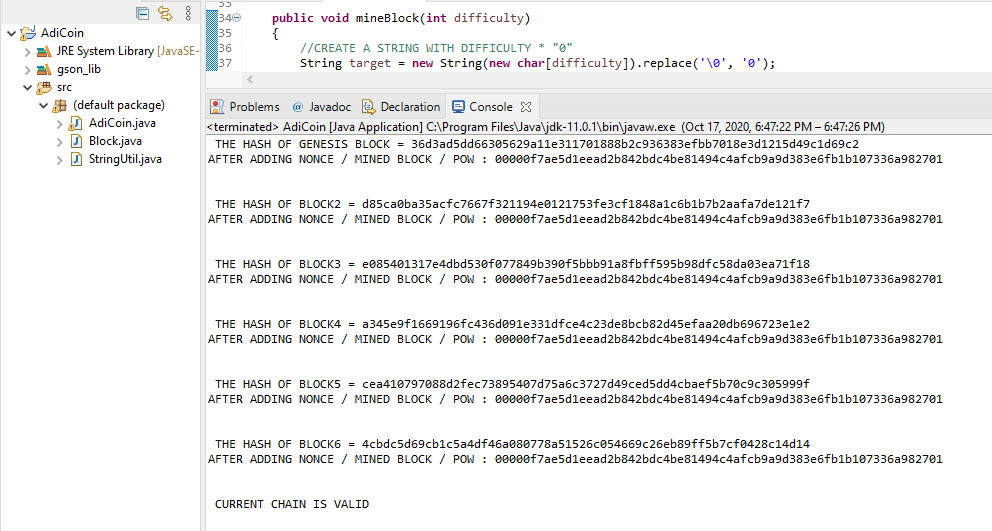 AdiCoin
JRE System Library [JavaSE-
gson_lib
src
(default package)
AdiCoin.java
Block.java
StringUtil.java
33
34 public void mineBlock(int difficulty)
35 {
36 //CREATE A STRING WITH DIFFICULTY * "0"
37 String target = new String(new char[difficulty]).replace('\0', '0');
Problems @ Javadoc Declaration Console
<terminated> AdiCoin [Java Application] C:\Program Files\Java\jdk-11.0.1\bin\javaw.exe (Oct 17, 2020, 6:47:22 PM – 6:47:26 PM)
THE HASH OF GENESIS BLOCK = 36d3ad5dd66305629a11e311701888b2c936383efbb7018e3d1215d49c1d69c2
AFTER ADDING NONCE / MINED BLOCK / POW : 00000f7ae5d1eead2b842bdc4be81494c4afcb9a9d383e6fb1b107336a982701
THE HASH OF BLOCK2 = d85ca0ba35acfc7667f321194e0121753fe3cf1848a1c6b1b7b2aafa7de121f7
AFTER ADDING NONCE / MINED BLOCK / POW : 00000f7ae5d1eead2b842bdc4be81494c4afcb9a9d383e6fb1b107336a982701
THE HASH OF BLOCK3 = e085401317e4dbd530f077849b390f5bbb91a8fbff595b98dfc58da03ea71f18
AFTER ADDING NONCE / MINED BLOCK / POW : 00000f7ae5d1eead2b842bdc4be81494c4afcb9a9d383e6fb1b107336a982701
THE HASH OF BLOCK4 = a345e9f1669196fc436d091e331dfce4c23de8bcb82d45efaa20db696723e1e2
AFTER ADDING NONCE / MINED BLOCK / POW : 00000f7ae5d1eead2b842bdc4be81494c4afcb9a9d383e6fb1b107336a982701
THE HASH OF BLOCK5 = cea410797088d2fec73895407d75a6c3727d49ced5dd4cbaef5b70c9c305999f
AFTER ADDING NONCE / MINED BLOCK / POW : 00000f7ae5d1eead2b842bdc4be81494c4afcb9a9d383e6fb1b107336a982701
THE HASH OF BLOCK6 = 4cbdc5d69cb1c5a4df46a080778a51526c054669c26eb89ff5b7cf0428c14d14
AFTER ADDING NONCE / MINED BLOCK / POW : 00000f7ae5d1eead2b842bdc4be81494c4afcb9a9d383e6fb1b107336a982701
CURRENT CHAIN IS VALID